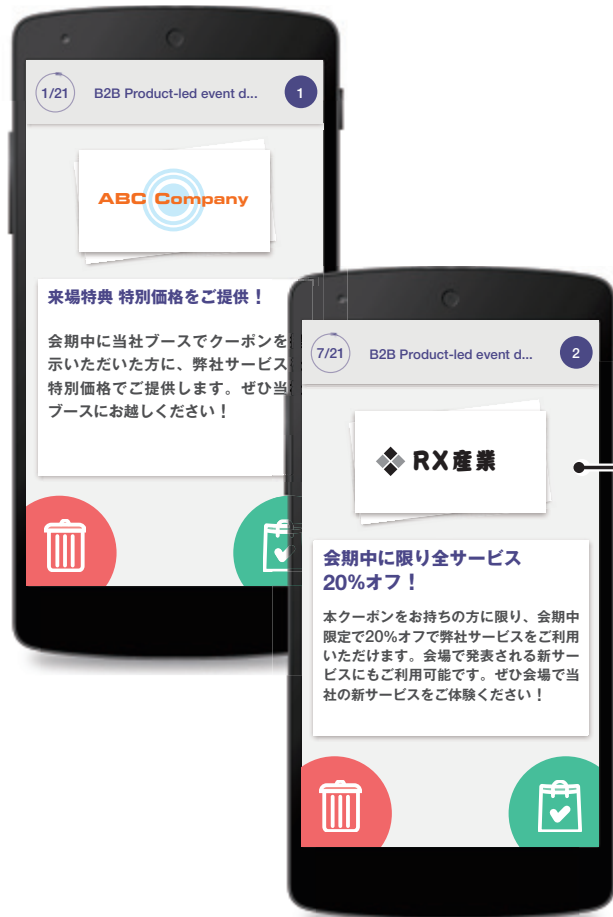 1/21
B2B Product-led event d...
1
ABC Company
来場特典 特別価格をご提供！
会期中に当社ブースでクーポンを
示いただいた方に、弊社サービス
特別価格でご提供します。ぜひ当
ブースにお越しください！
7/21
B2B Product-led event d...
2
RX産業
会期中に限り全サービス
20%オフ！
本クーポンをお持ちの方に限り、会期中
限定で20%オフで弊社サービスをご利用
いただけます。会場で発表される新サー
ビスにもご利用可能です。ぜひ会場で当
社の新サービスをご体験ください！